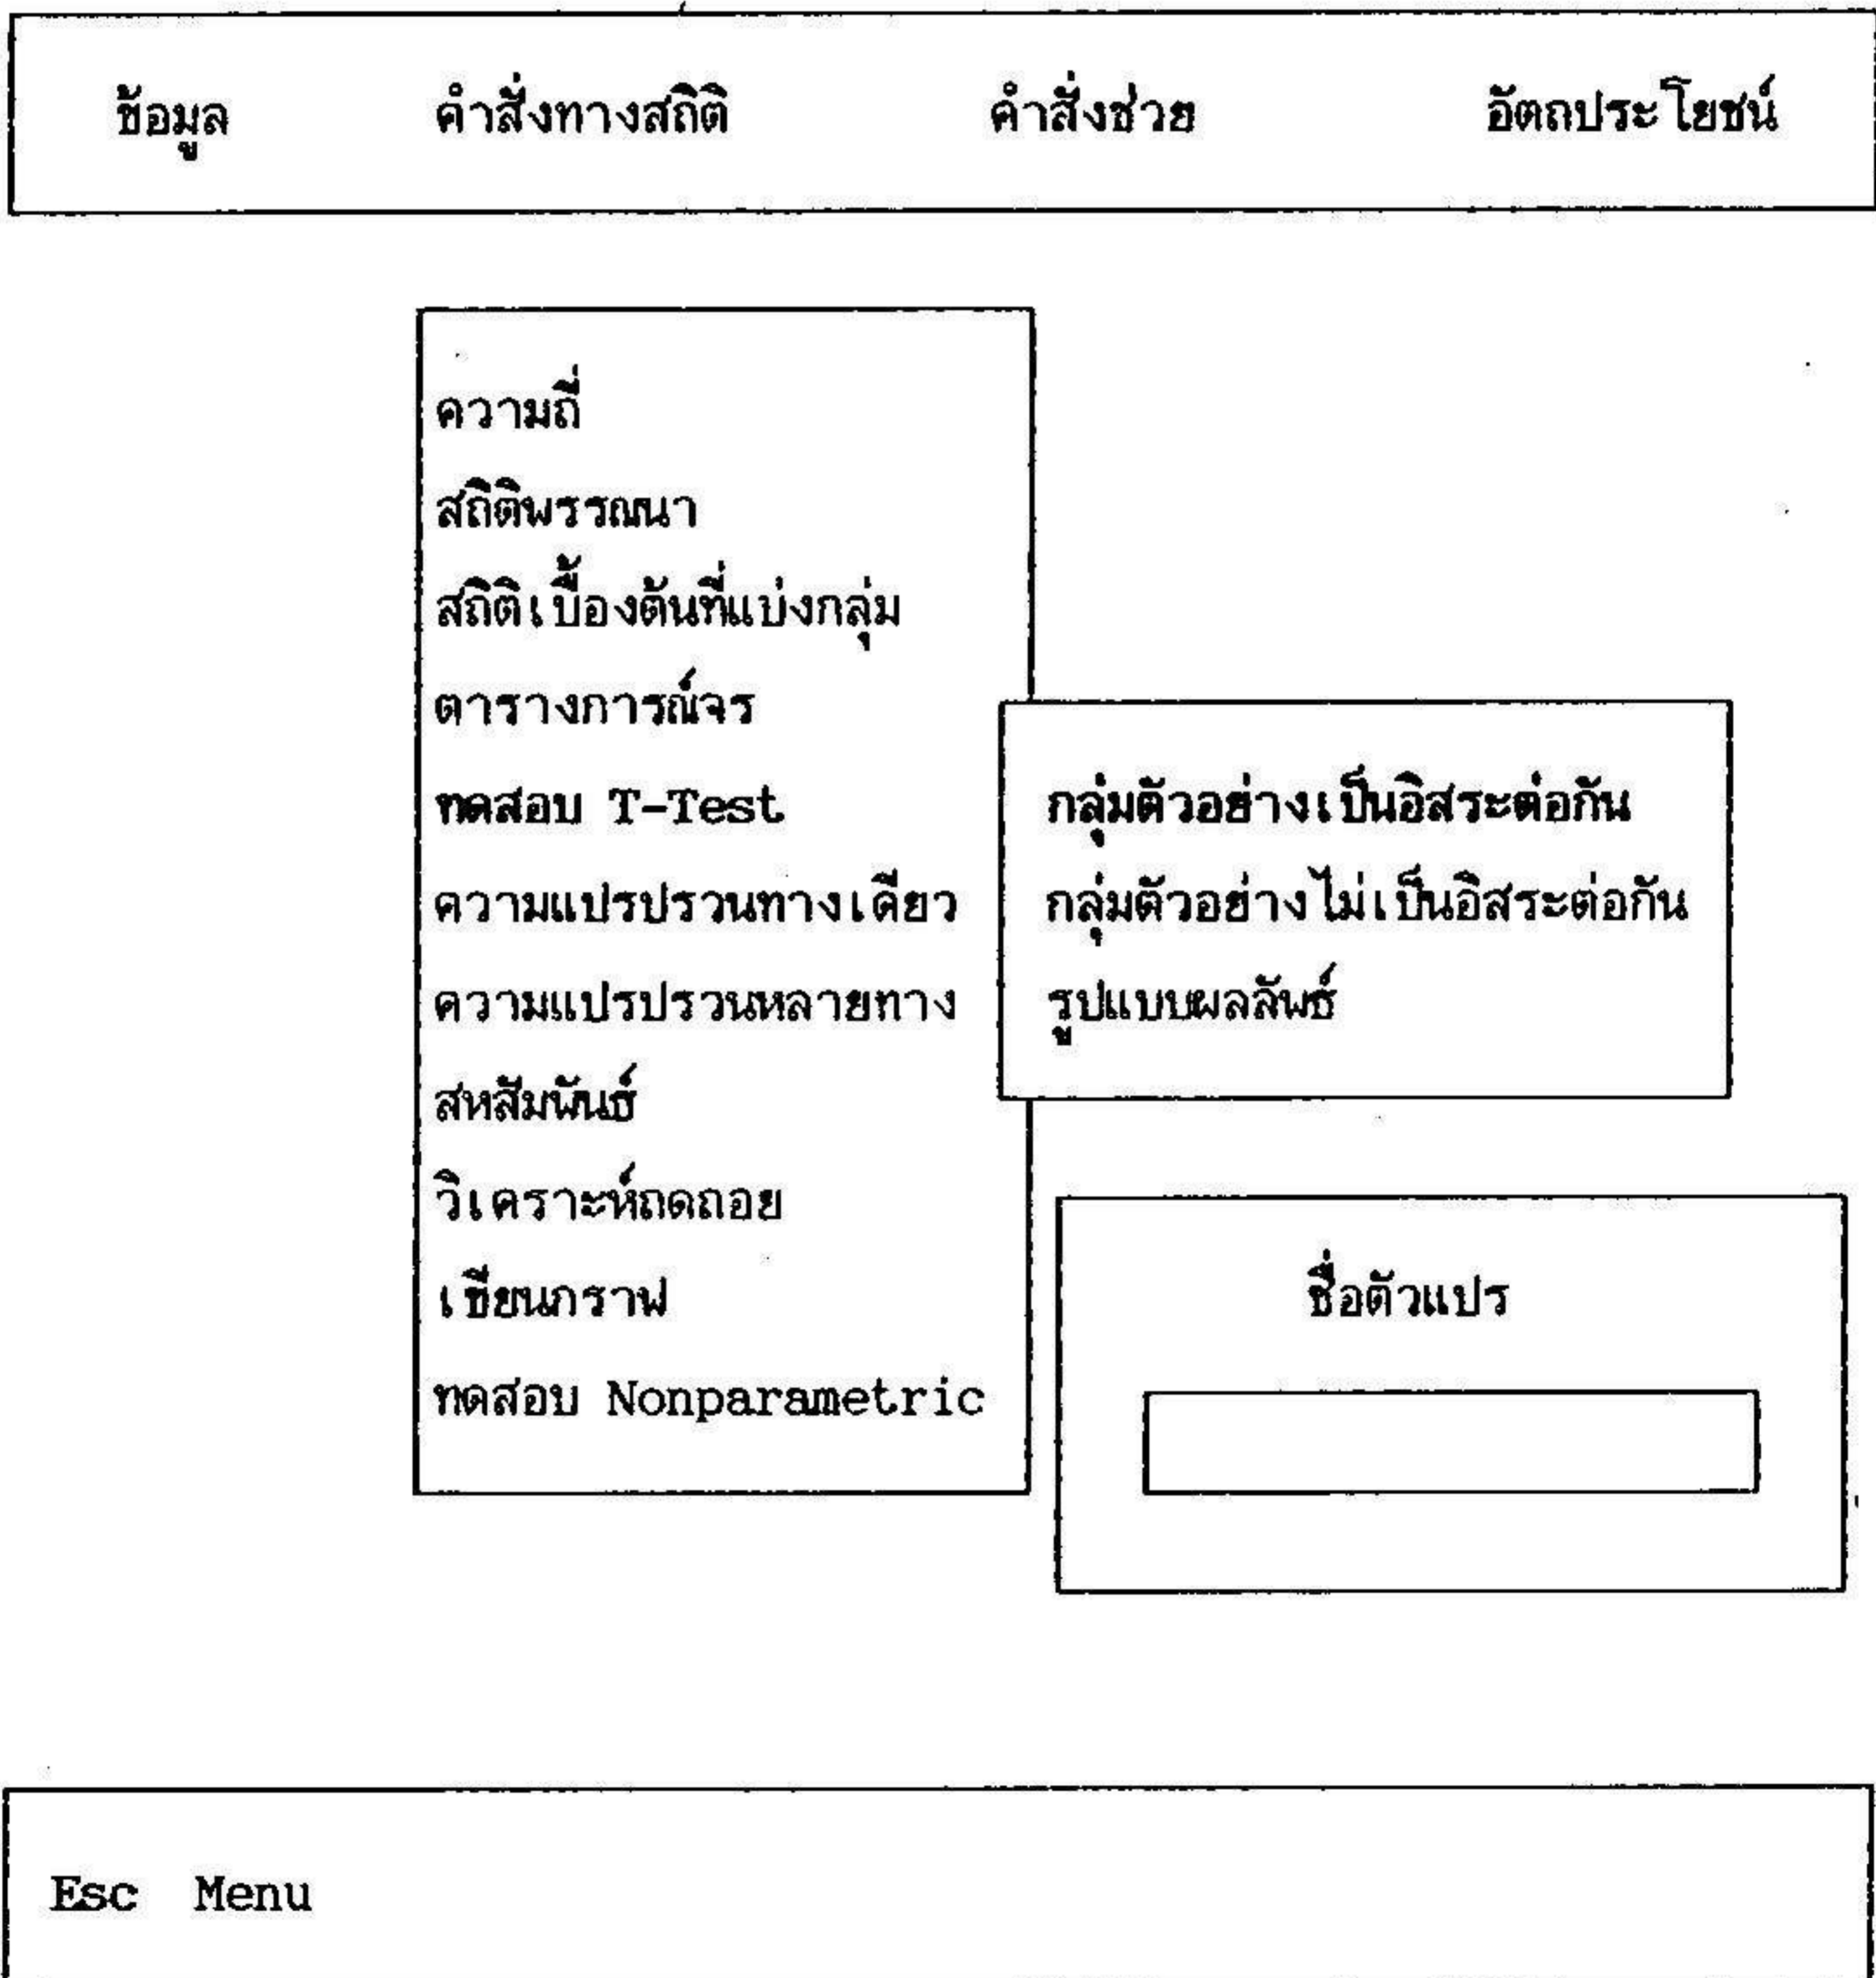 ข้อมูล คำสั่งทางสถิติ คำสั่งช่วย อัตถประโยชน์
ความถี่
สถิติพรรณนา
สถิติเบื้องต้นที่แบ่งกลุ่ม
ตารางการณ์จร
ทดสอบ T-Test
ความแปรปรวนทางเดียว
ความแปรปรวนหลายทาง
สหสัมพันธ์
วิเคราะห์ถดถอย
เขียนกราฟ
ทดสอบ Nonparametric
กลุ่มตัวอย่างเป็นอิสระต่อกัน
กลุ่มตัวอย่างไม่เป็นอิสระต่อกัน
รูปแบบผลลัพธ์
ชื่อตัวแปร
Esc Menu